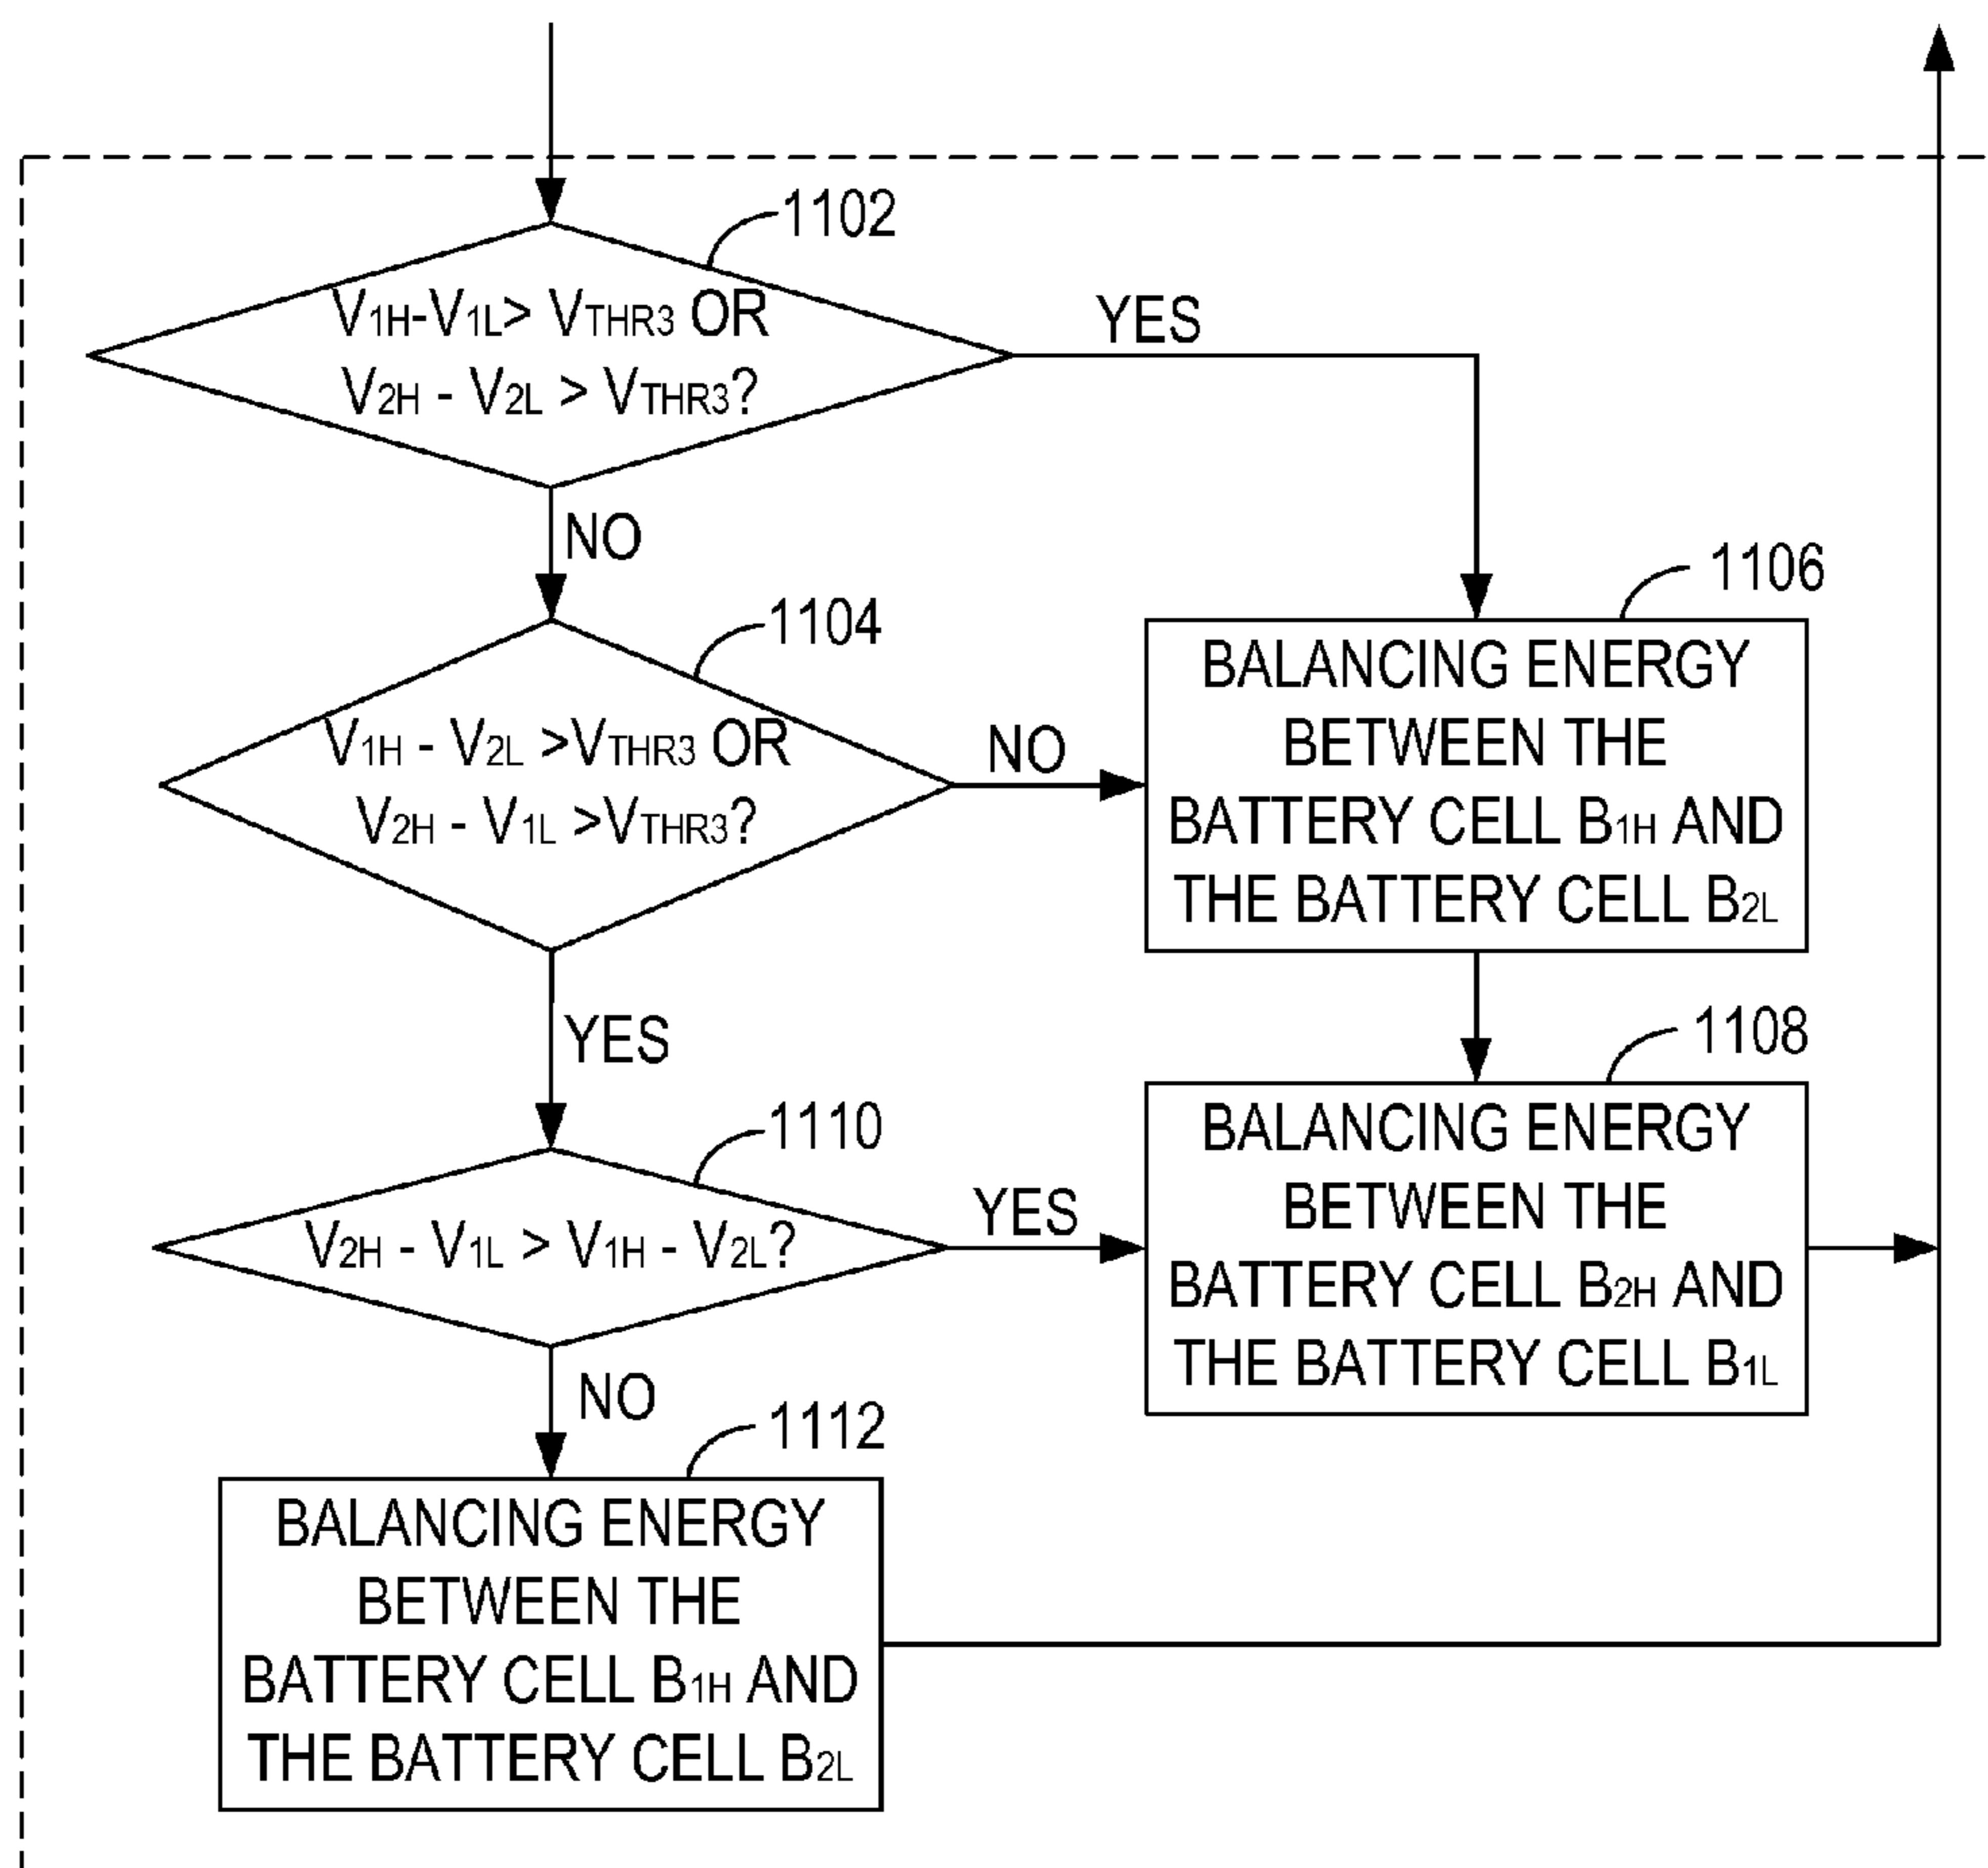 1102
V1H-V1L> VTHR3 OR
V2H - V2L > VTHR3?
YES
NO
1104
V1H - V2L >VTHR3 OR
V2H - V1L >VTHR3?
NO
1106
BALANCING ENERGY
BETWEEN THE
BATTERY CELL B1H AND
THE BATTERY CELL B2L
YES
1108
BALANCING ENERGY
BETWEEN THE
BATTERY CELL B2H AND
THE BATTERY CELL B1L
1110
V2H - V1L > V1H - V2L?
YES
NO
1112
BALANCING ENERGY
BETWEEN THE
BATTERY CELL B1H AND
THE BATTERY CELL B2L